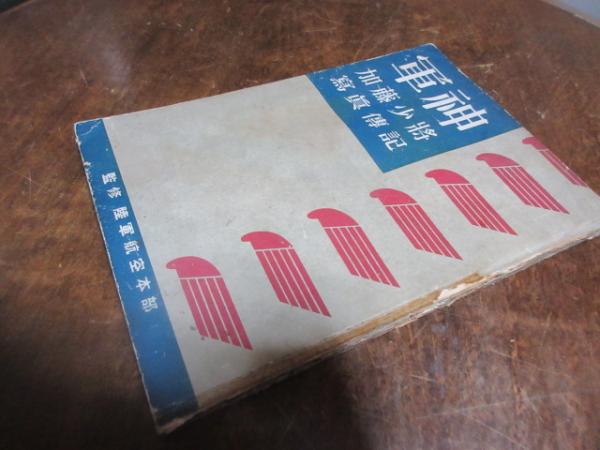 軍神
加藤少將
寫眞傳記
監修 陸軍航空本部